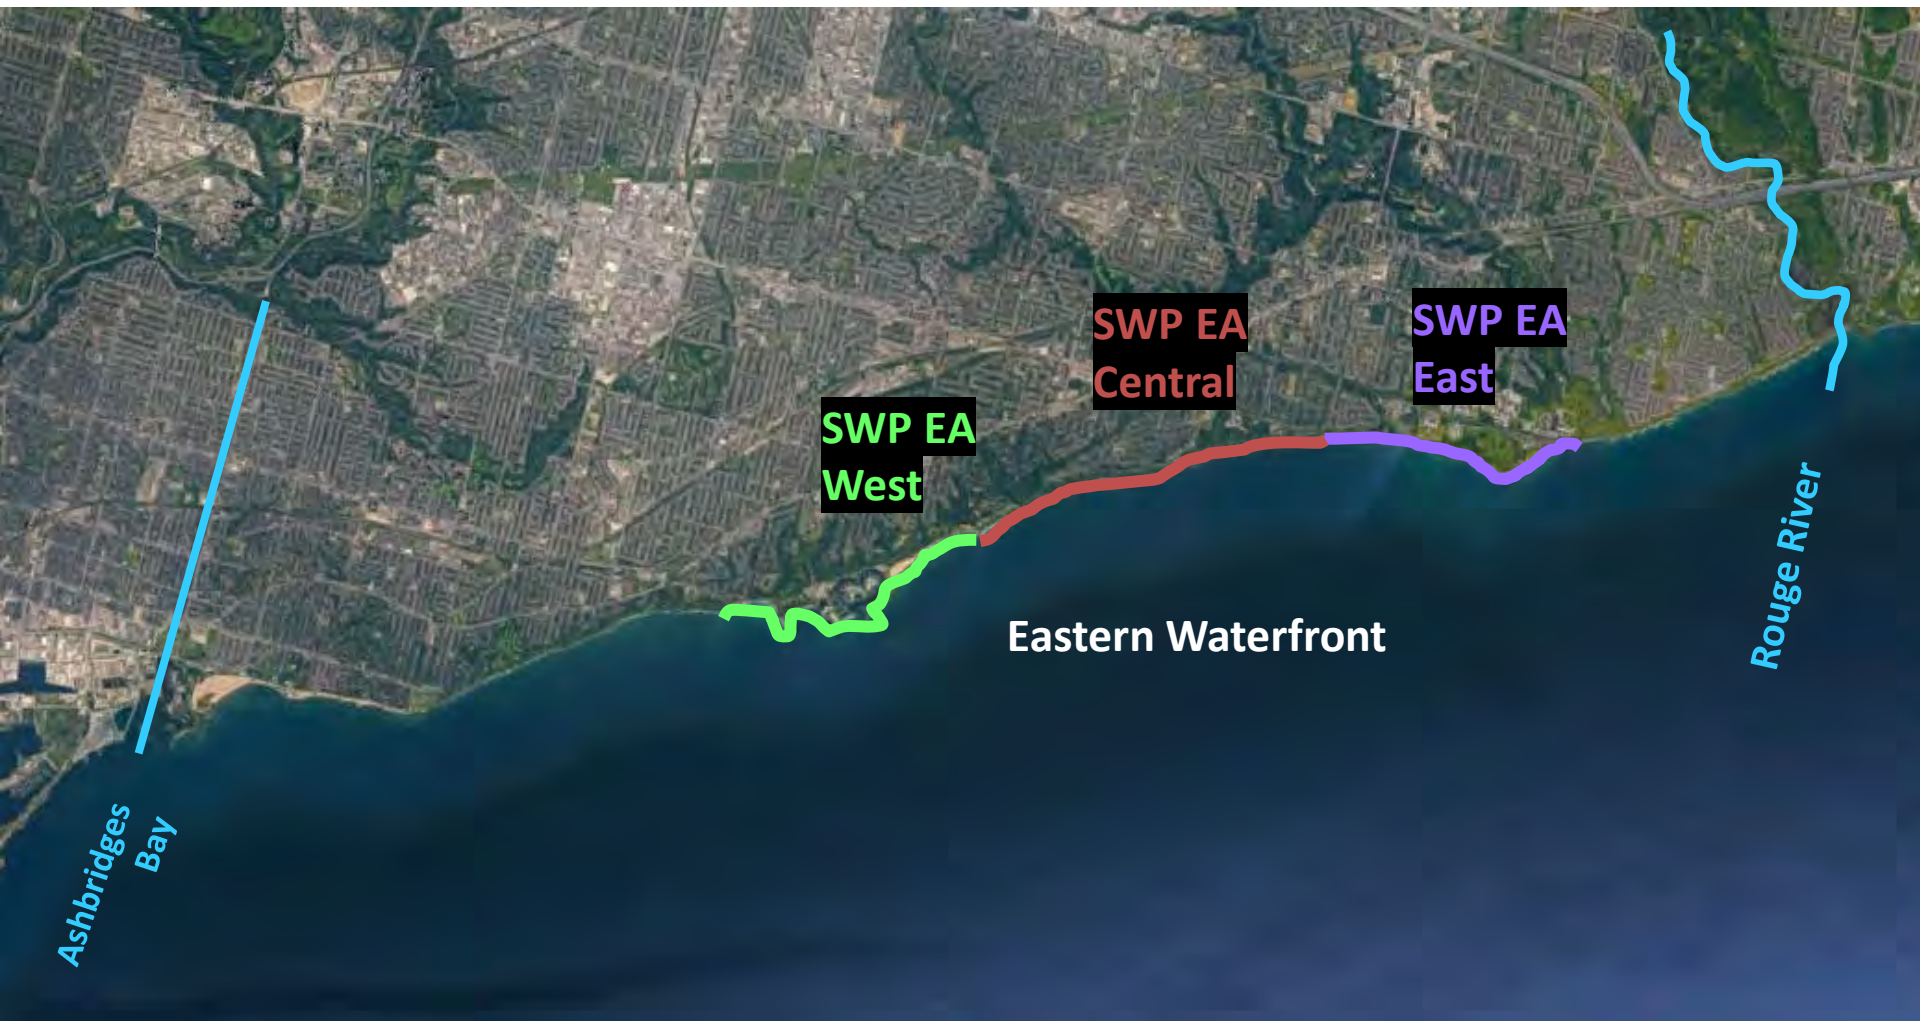 SWP EA
Central
SWP EA
East
SWP EA
West
Eastern Waterfront
Rouge River
Ashbridges
Bay